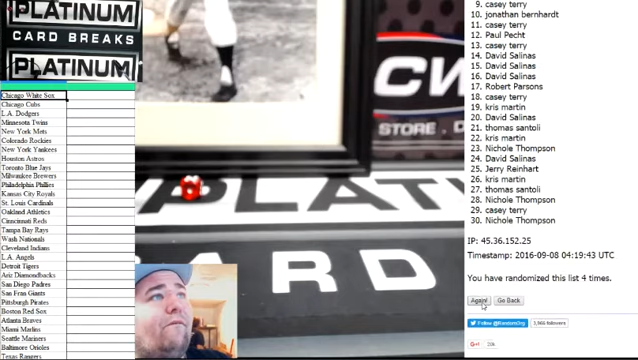 PLATINUM
CARD BREAKS
PLATINUM
Chicago White Sox
Chicago Cubs
L.A. Dodgers
Minnesota Twins
New York Mets
Colorado Rockies
New York Yankees
Houston Astros
Toronto Blue Jays
Milwaukee Brewers
Philadelphia Phillies
Kansas City Royals
St. Louis Cardinals
Oakland Athletics
Cinncinati Reds
Tampa Bay Rays
Wash Nationals
Cleveland Indians
L.A. Angels
Detroit Tigers
Ariz Diamondbacks
San Diego Padres
San Fran Giants
Pittsburgh Pirates
Boston Red Sox
Atlanta Braves
Miami Marlins
Seattle Mariners
Baltimore Orioles
Texas Rangers
STORE . D
PLATI
CARD
9. casey terry
10. jonathan bernhardt
11. casey terry
12. Paul Pecht
13. casey terry
14. David Salinas
15. David Salinas
16. David Salinas
17. Robert Parsons
18. casey terry
19. kris martin
20. David Salinas
21. thomas santoli
22. kris martin
23. Nichole Thompson
24. David Salinas
25. Jerry Reinhart
26. kris martin
27. thomas santoli
28. Nichole Thompson
29. casey terry
30. Nichole Thompson
IP: 45.36.152.25
Timestamp: 2016-09-08 04:19:43 UTC
You have randomized this list 4 times.
Again! Go Back
Follow @RandomOrg 3,966 followers